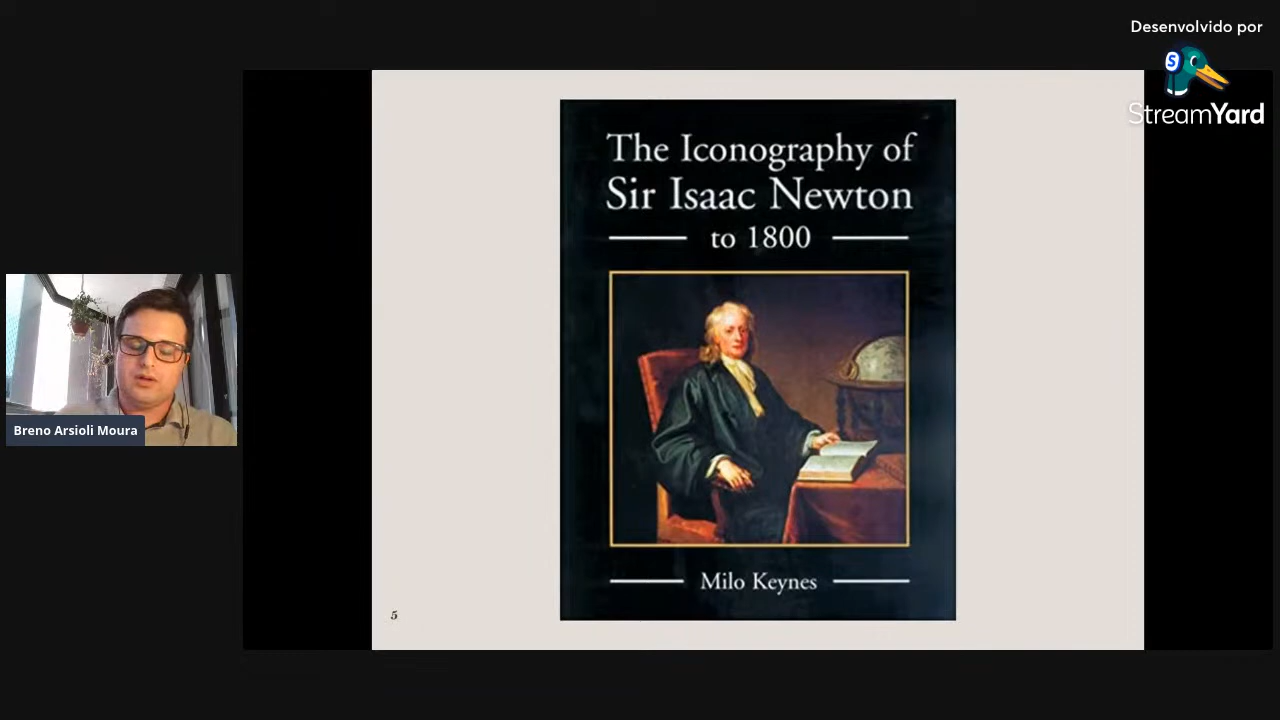 Desenvolvido por
StreamYard
The Iconography of
Sir Isaac Newton
to 1800
Milo Keynes
5
Breno Arsioli Moura